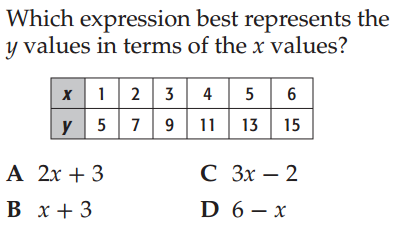 Which expression best represents the
y values in terms of the x values?
x 1 2 3 4 5 6
y 5 7 9 11 13 15
A 2x + 3
C 3x − 2
B x + 3
D 6 − x